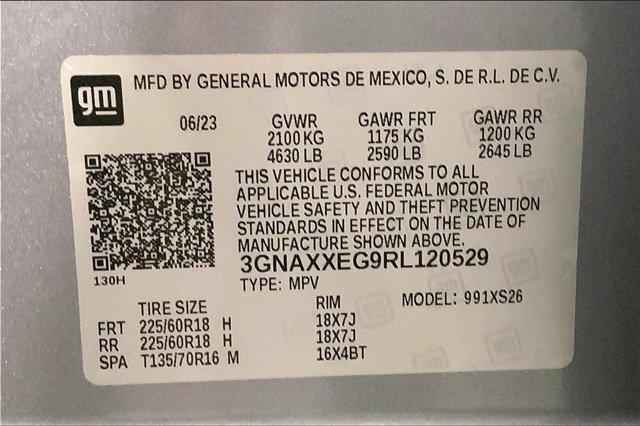 gm
MFD BY GENERAL MOTORS DE MEXICO, S. DE R.L. DE C.V.
06/23 GVWR GAWR FRT GAWR RR
2100 KG 1175 KG 1200 KG
4630 LB 2590 LB 2645 LB
THIS VEHICLE CONFORMS TO ALL
APPLICABLE U.S. FEDERAL MOTOR
VEHICLE SAFETY AND THEFT PREVENTION
STANDARDS IN EFFECT ON THE DATE OF
MANUFACTURE SHOWN ABOVE.
3GNAXXEG9RL120529
130H
TYPE: MPV
TIRE SIZE RIM MODEL: 991XS26
FRT 225/60R18 H 18X7J
RR 225/60R18 H 18X7J
SPA T135/70R16 M 16X4BT